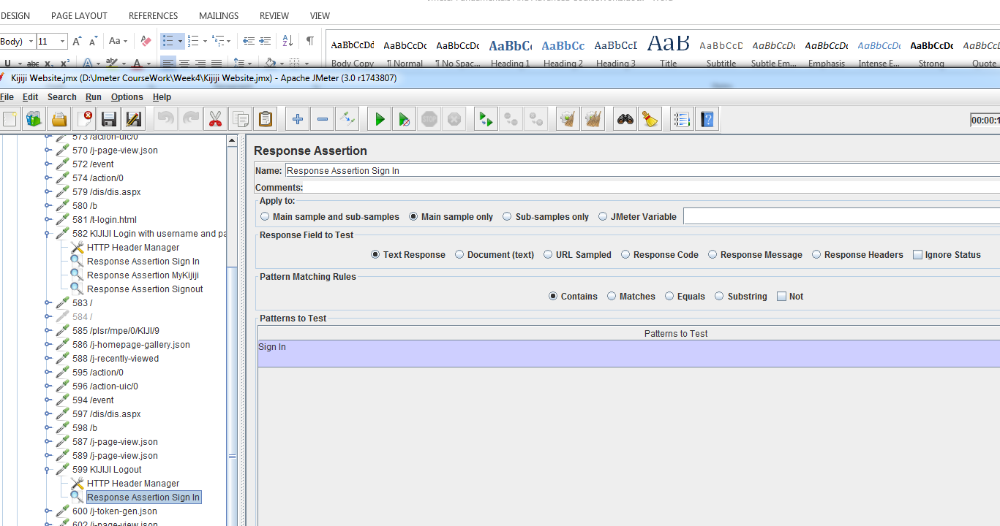 DESIGN PAGE LAYOUT REFERENCES MAILINGS REVIEW VIEW
Body) 11 Aa
AaBbCcDd AaBbCcDc AaBbCcDc AaBbCc AaBbCc AaBbCcI AaB AaBbCcD AaBbCcDc AaBbCcDc AaBbCcDc AaBbCcDc AaBbCcDc
U abc x₂ x² A A
Body Copy ¶ Normal ¶ No Spac... Heading 1 Heading 2 Heading 3 Title Subtitle Subtle Em... Emphasis Intense E... Strong Quote
Kijiji Website.jmx (D:\Jmeter CourseWork\Week4\Kijiji Website.jmx) - Apache JMeter (3.0 r1743807)
File Edit Search Run Options Help
00:00:1
573 /action-uic/0
570 /j-page-view.json
572 /event
574 /action/0
579 /dis/dis.aspx
580 /b
581 /t-login.html
582 KIJIJI Login with username and pa
HTTP Header Manager
Response Assertion Sign In
Response Assertion MyKijiji
Response Assertion Signout
583 /
584 /
585 /plsr/mpe/0/KIJI/9
586 /j-homepage-gallery.json
588 /j-recently-viewed
595 /action/0
596 /action-uic/0
594 /event
597 /dis/dis.aspx
598 /b
587 /j-page-view.json
589 /j-page-view.json
599 KIJIJI Logout
HTTP Header Manager
Response Assertion Sign In
600 /j-token-gen.json
602 /j-page-view.json
Response Assertion
Name: Response Assertion Sign In
Comments:
Apply to:
Main sample and sub-samples Main sample only Sub-samples only JMeter Variable
Response Field to Test
Text Response Document (text) URL Sampled Response Code Response Message Response Headers Ignore Status
Pattern Matching Rules
Contains Matches Equals Substring Not
Patterns to Test
Patterns to Test
Sign In